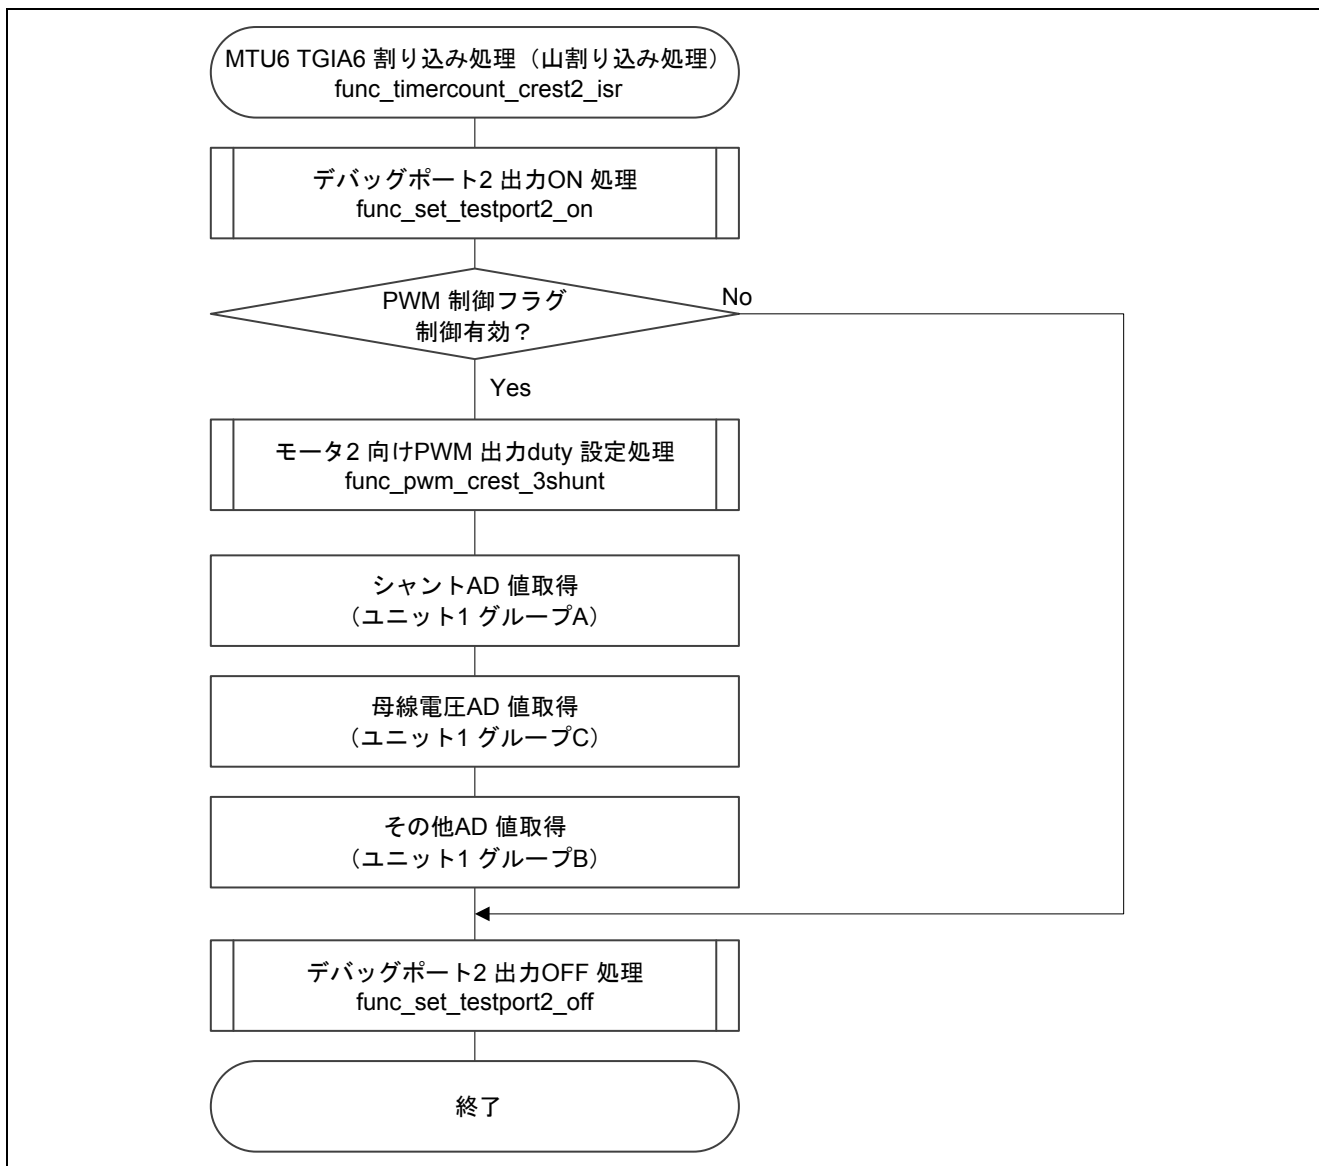 MTU6 TGIA6 割り込み処理（山割り込み処理）
func_timercount_crest2_isr
デバッグポート2 出力ON 処理
func_set_testport2_on
PWM 制御フラグ
制御有効？
No
Yes
モータ2 向けPWM 出力duty 設定処理
func_pwm_crest_3shunt
シャントAD 値取得
（ユニット1 グループA）
母線電圧AD 値取得
（ユニット1 グループC）
その他AD 値取得
（ユニット1 グループB）
デバッグポート2 出力OFF 処理
func_set_testport2_off
終了